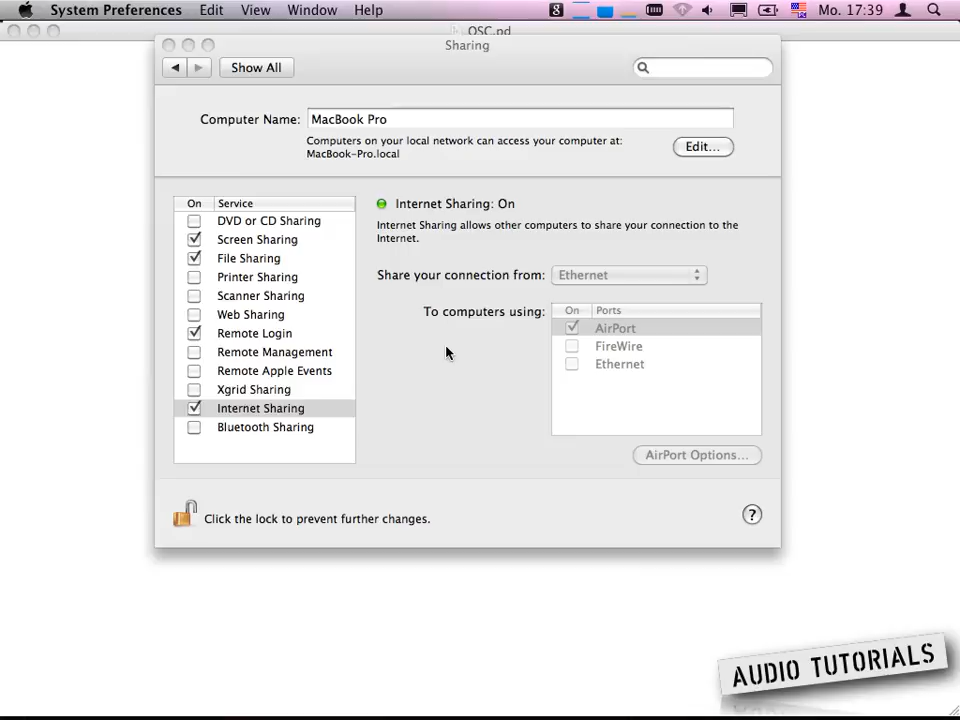 System Preferences Edit View Window Help 8 Mo. 17:39
OSC.pd
Sharing
Show All
Computer Name: MacBook Pro
Computers on your local network can access your computer at:
MacBook-Pro.local
Edit...
On Service
DVD or CD Sharing
Screen Sharing
File Sharing
Printer Sharing
Scanner Sharing
Web Sharing
Remote Login
Remote Management
Remote Apple Events
Xgrid Sharing
Internet Sharing
Bluetooth Sharing
Internet Sharing: On
Internet Sharing allows other computers to share your connection to the
Internet.
Share your connection from: Ethernet
To computers using:
On Ports
AirPort
FireWire
Ethernet
AirPort Options...
Click the lock to prevent further changes.
?
AUDIO TUTORIALS